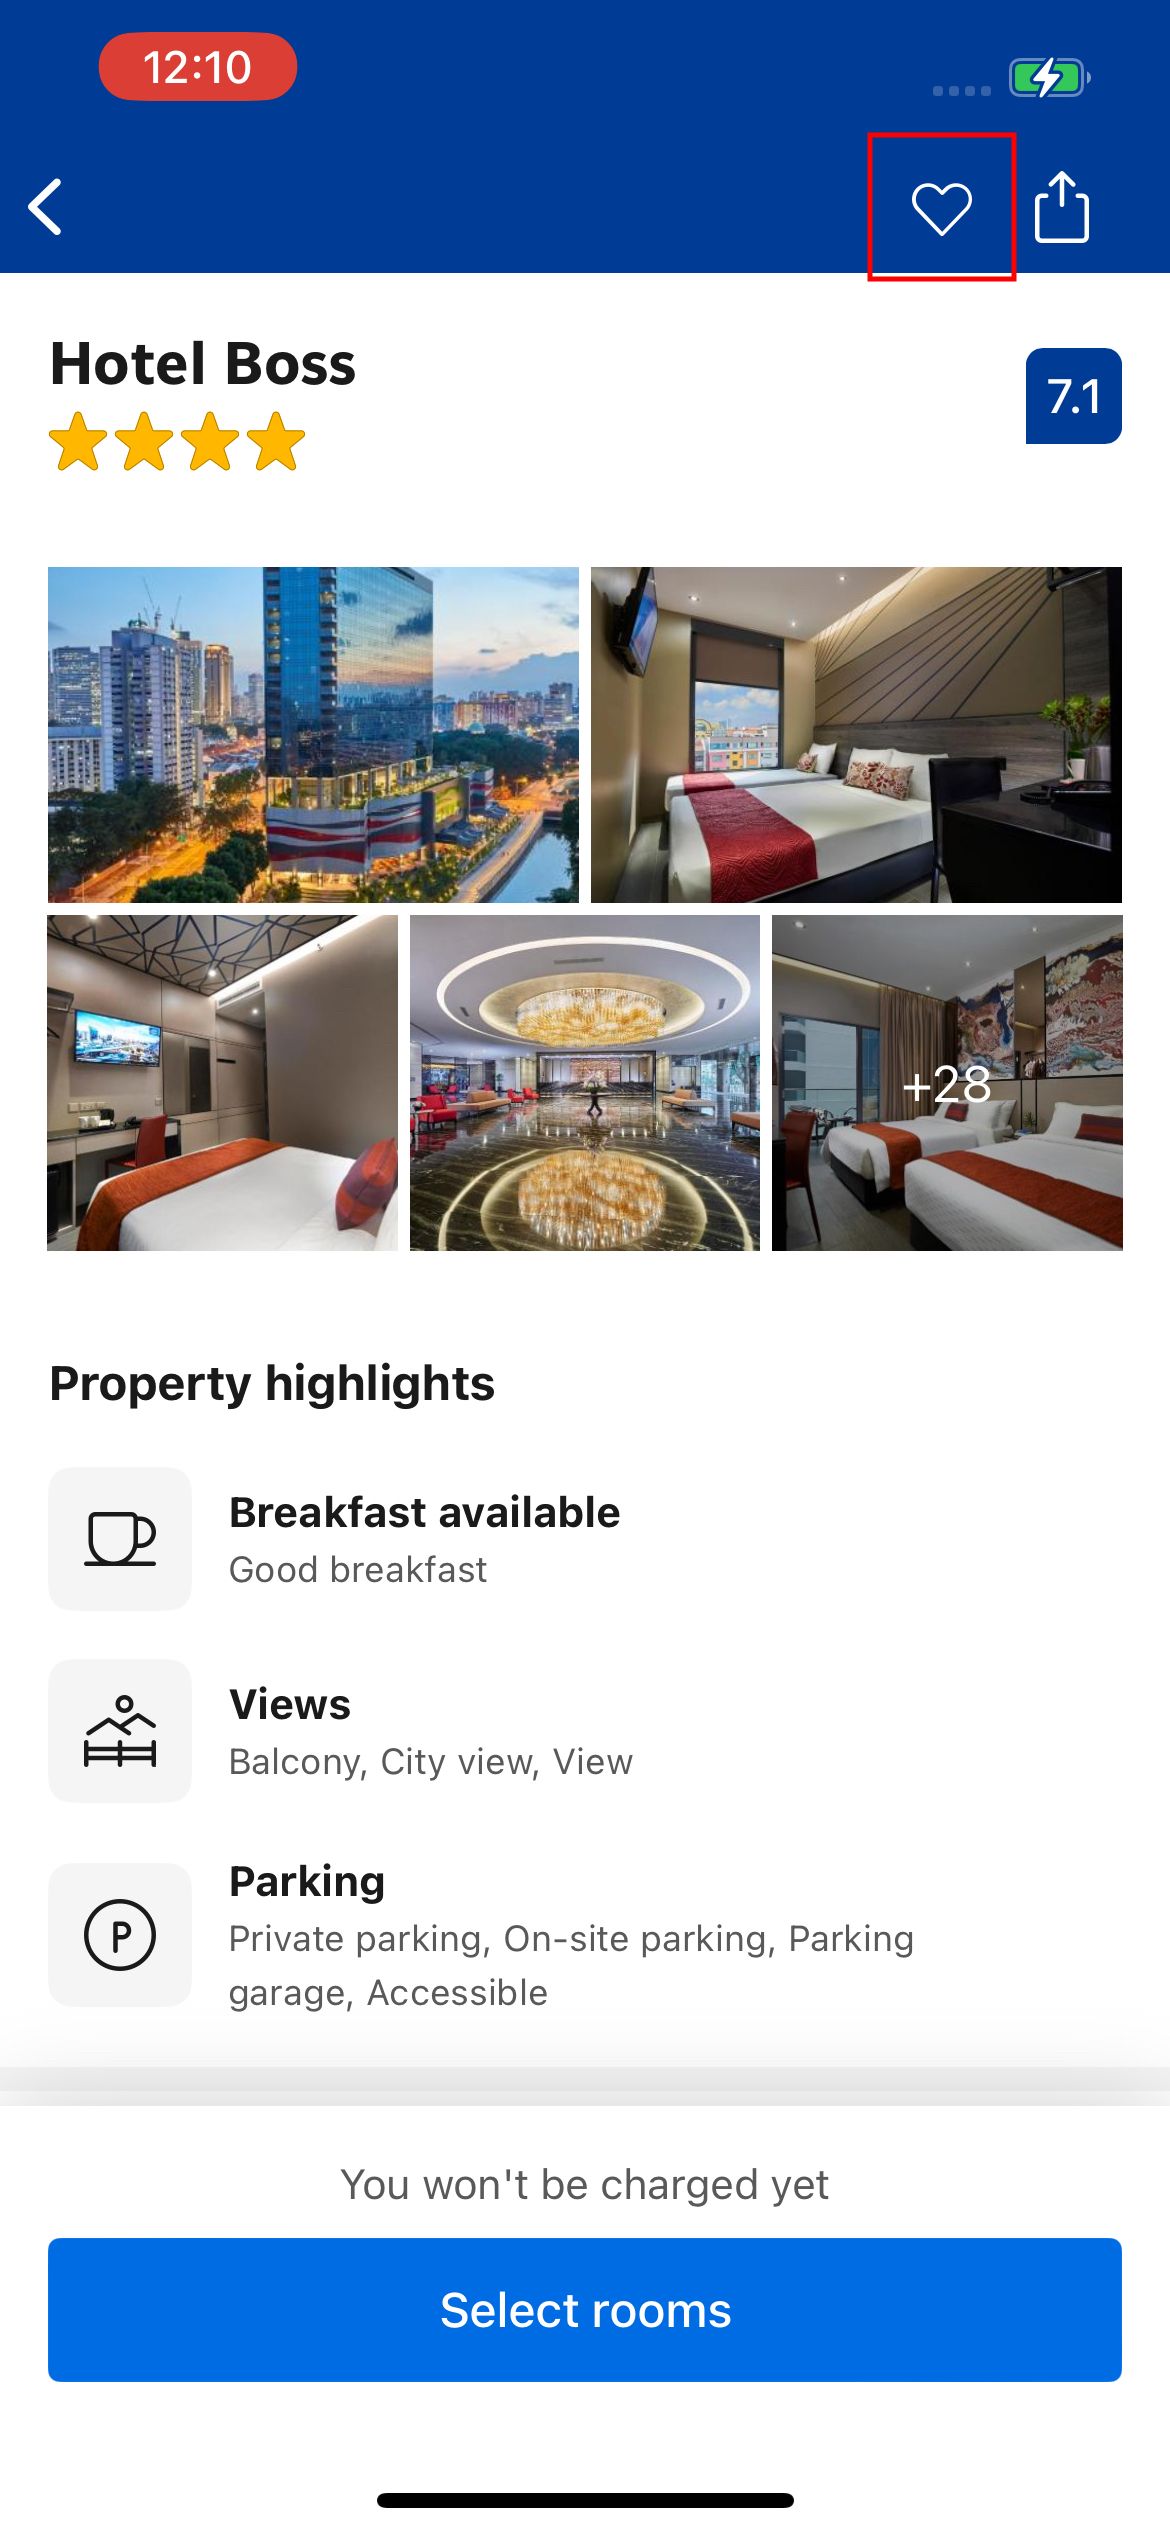 12:10
Hotel Boss
7.1
+28
Property highlights
Breakfast available
Good breakfast
Views
Balcony, City view, View
P
Parking
Private parking, On-site parking, Parking
garage, Accessible
You won't be charged yet
Select rooms